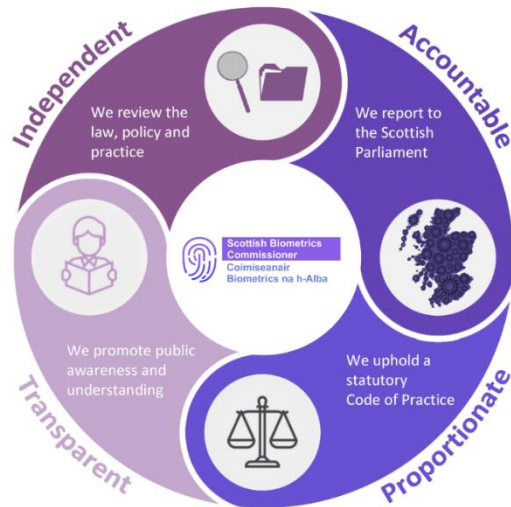 Independent
We review the
law, policy and
practice
Accountable
We report to
the Scottish
Parliament
Scottish Biometrics
Commissioner
Coimiseanair
Biometrics na h-Alba
We promote public
awareness and
understanding
Transparent
We uphold a
statutory
Code of Practice
Proportionate